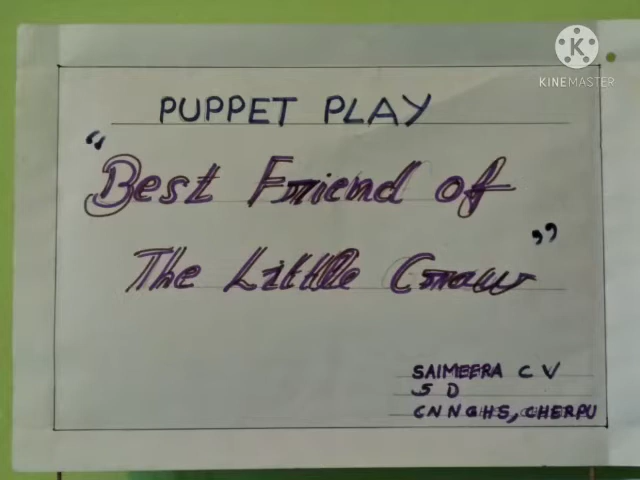 KINEMASTER
PUPPET PLAY
"Best Friend of
The Little Crow"
SAIMEERA C V
5 D
CNNGHS, CHERPU